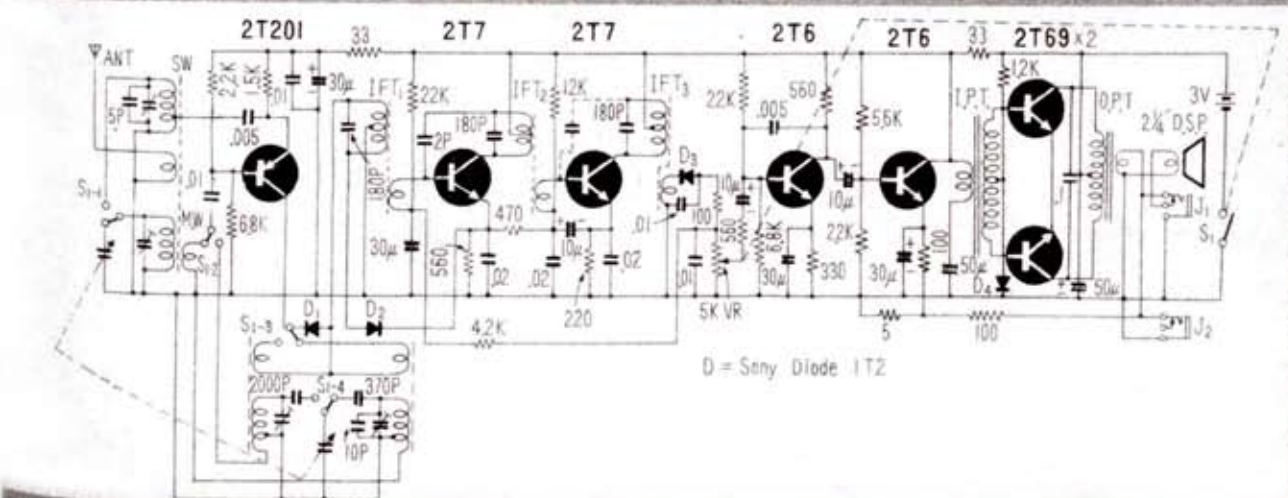 2T201
2T7
2T7
2T6
2T6
2T69 x2
ANT
SW
5P
2,2K
1.5K
.01
30μ
33
.005
.01
S1-1
MW
S1-2
6.8K
IFT1
180P
22K
2P
180P
30μ
560
.02
470
IFT2
12K
10μ
.02
220
.02
180P
IFT3
D3
.01
100
10μ
560
.01
5K VR
22K
.005
560
6.8K
30μ
330
10μ
5,6K
22K
30μ
100
50μ
I.P.T.
33
1,2K
D4
50μ
O.P.T
3V
2¼" D,S,P
J1
S1
J2
S1-3
D1
D2
4.2K
5
100
2000P
S1-4
370P
10P
D = Sony Diode 1T2